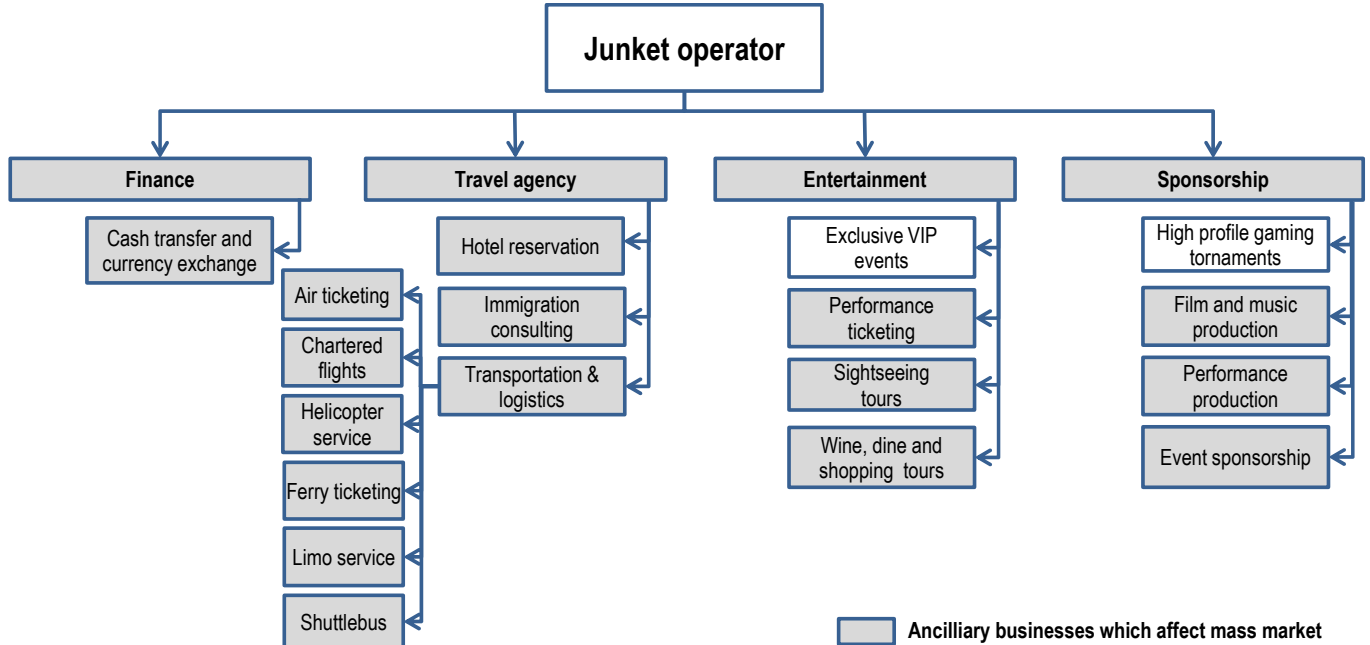 Junket operator
Finance
Travel agency
Entertainment
Sponsorship
Cash transfer and
currency exchange
Hotel reservation
Immigration
consulting
Transportation &
logistics
Air ticketing
Chartered
flights
Helicopter
service
Ferry ticketing
Limo service
Shuttlebus
Exclusive VIP
events
Performance
ticketing
Sightseeing
tours
Wine, dine and
shopping tours
High profile gaming
tornaments
Film and music
production
Performance
production
Event sponsorship
Ancilliary businesses which affect mass market